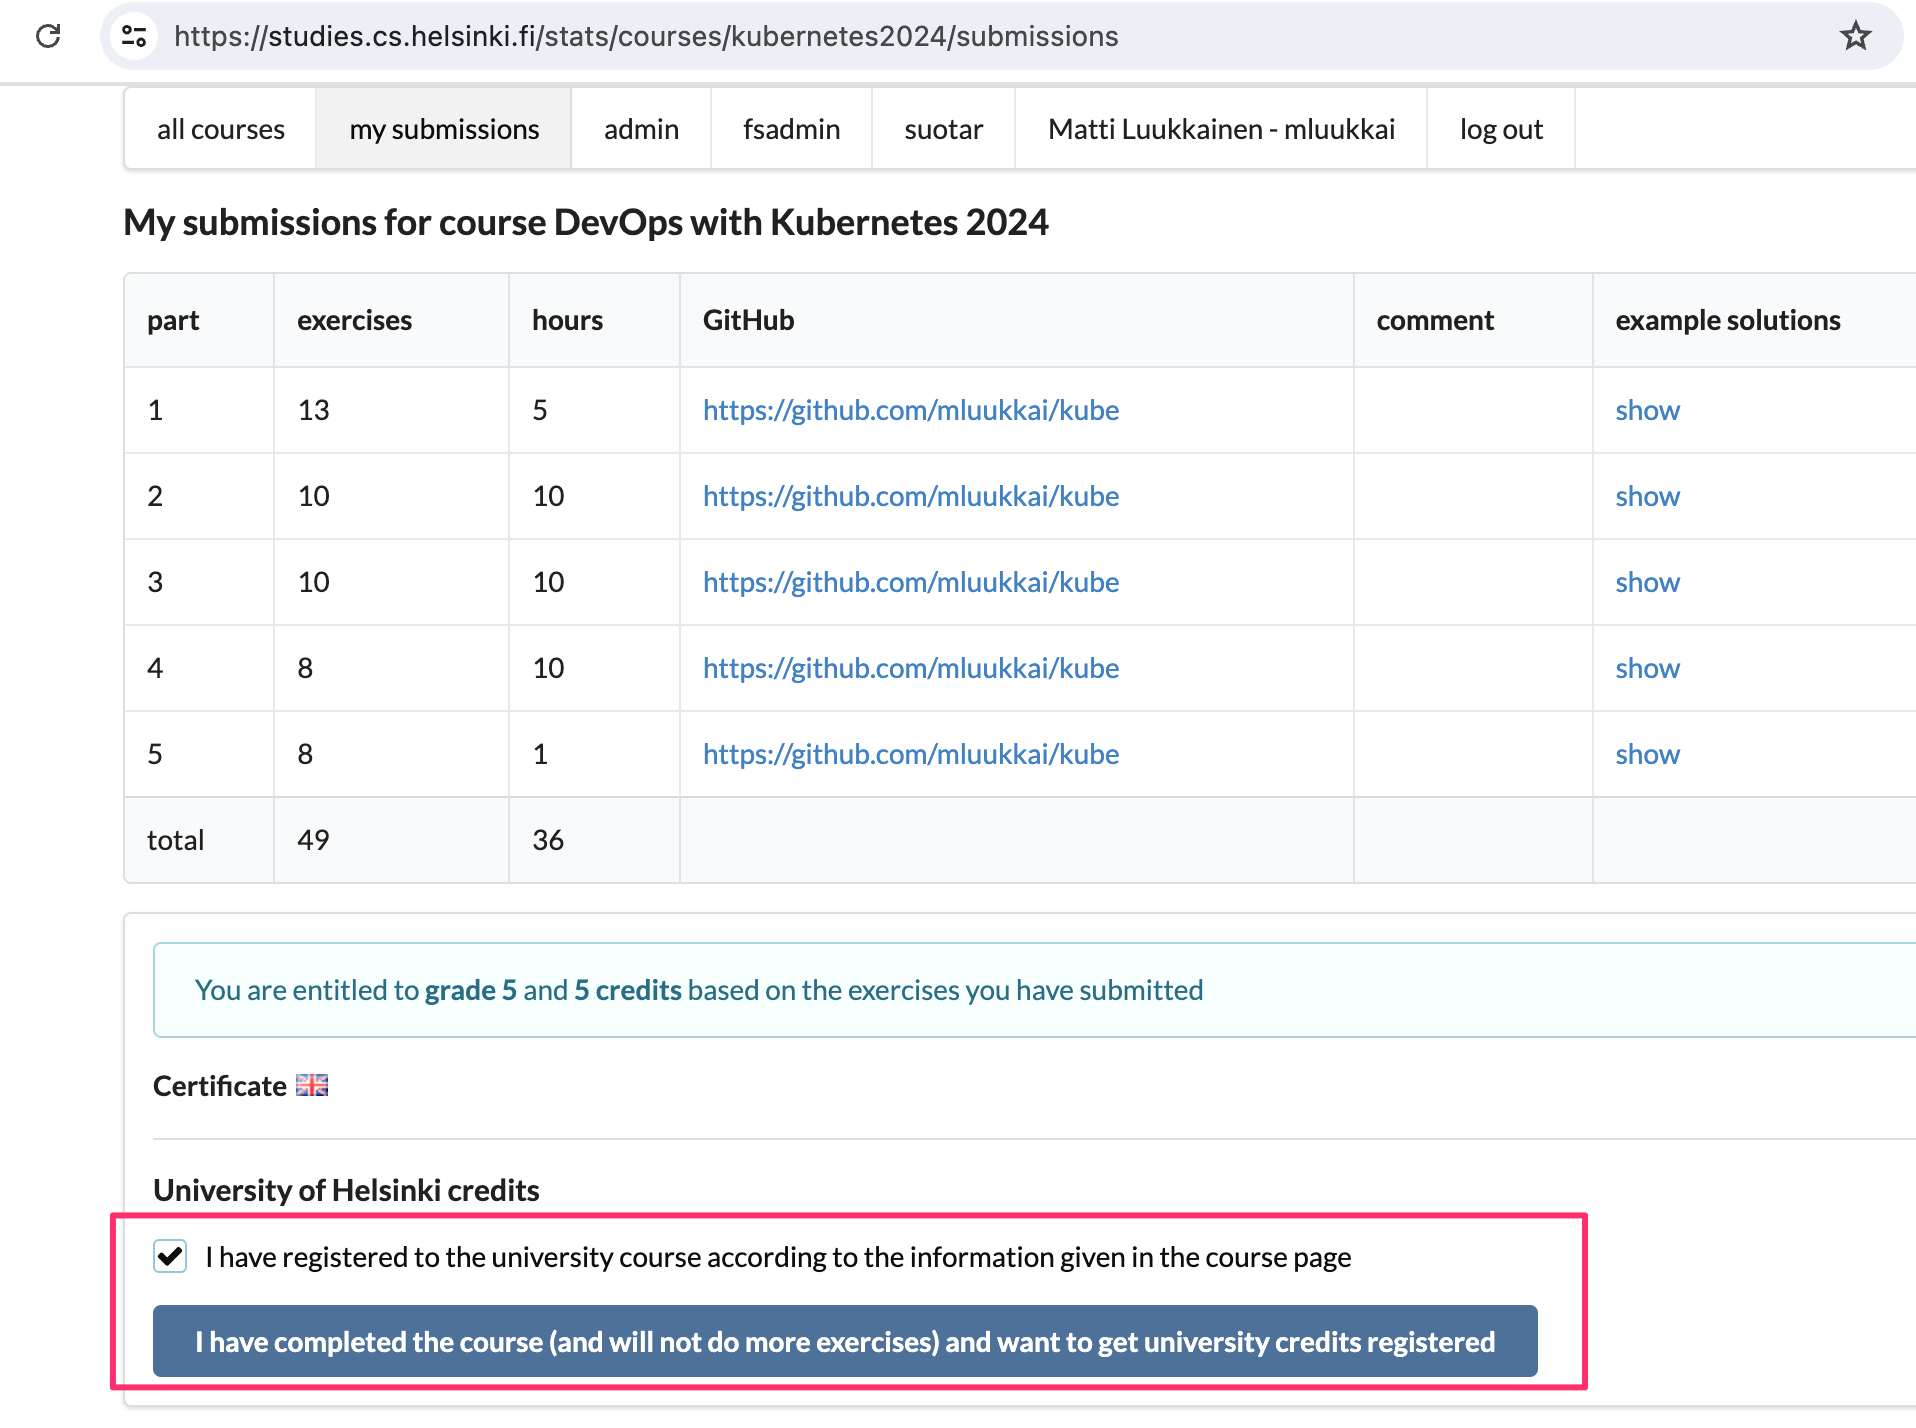 https://studies.cs.helsinki.fi/stats/courses/kubernetes2024/submissions
all courses my submissions admin fsadmin suotar Matti Luukkainen - mluukkai log out
My submissions for course DevOps with Kubernetes 2024
part exercises hours GitHub comment example solutions
1 13 5 https://github.com/mluukkai/kube show
2 10 10 https://github.com/mluukkai/kube show
3 10 10 https://github.com/mluukkai/kube show
4 8 10 https://github.com/mluukkai/kube show
5 8 1 https://github.com/mluukkai/kube show
total 49 36
You are entitled to grade 5 and 5 credits based on the exercises you have submitted
Certificate
University of Helsinki credits
I have registered to the university course according to the information given in the course page
I have completed the course (and will not do more exercises) and want to get university credits registered